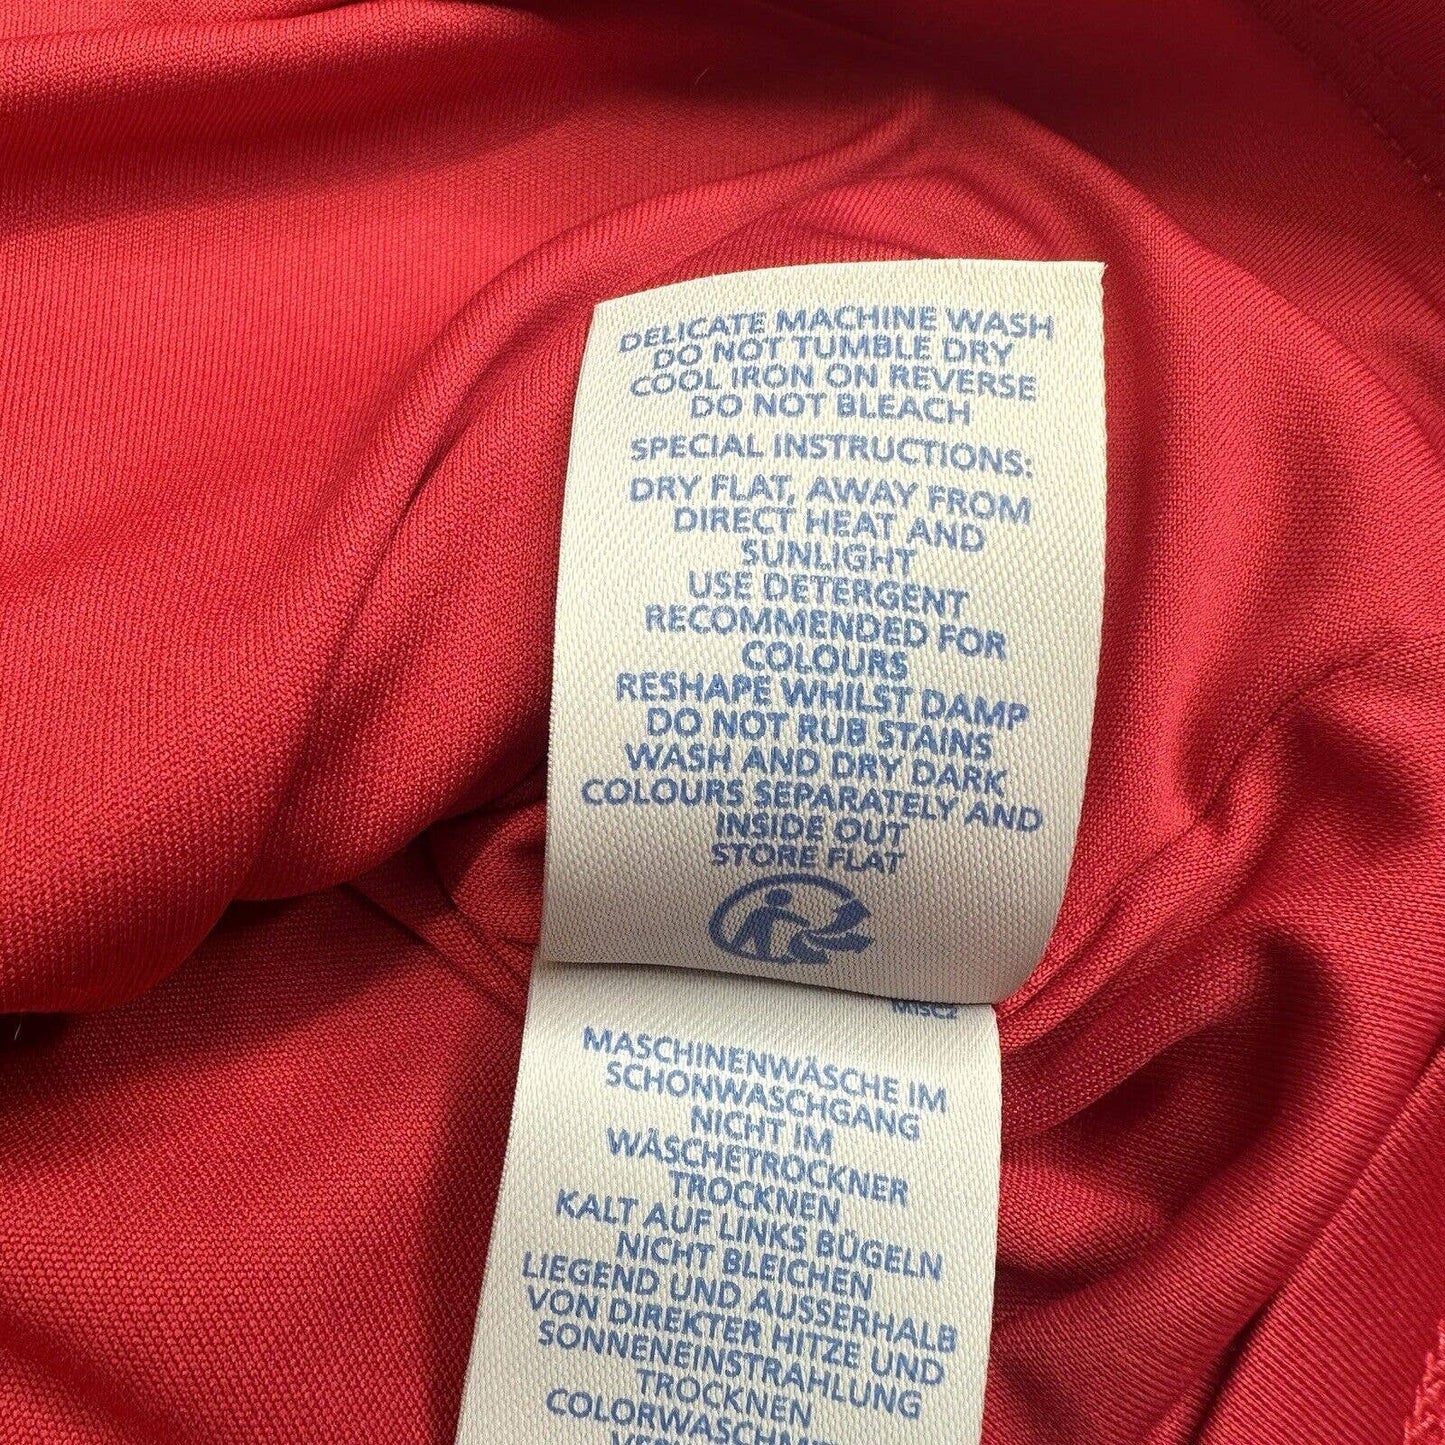 DELICATE MACHINE WASH
DO NOT TUMBLE DRY
COOL IRON ON REVERSE
DO NOT BLEACH
SPECIAL INSTRUCTIONS:
DRY FLAT, AWAY FROM
DIRECT HEAT AND
SUNLIGHT
USE DETERGENT
RECOMMENDED FOR
COLOURS
RESHAPE WHILST DAMP
DO NOT RUB STAINS
WASH AND DRY DARK
COLOURS SEPARATELY AND
INSIDE OUT
STORE FLAT
MISC2
MASCHINENWÄSCHE IM
SCHONWASCHGANG
NICHT IM
WÄSCHETROCKNER
TROCKNEN
KALT AUF LINKS BÜGELN
NICHT BLEICHEN
LIEGEND UND AUSSERHALB
VON DIREKTER HITZE UND
SONNENEINSTRAHLUNG
TROCKNEN